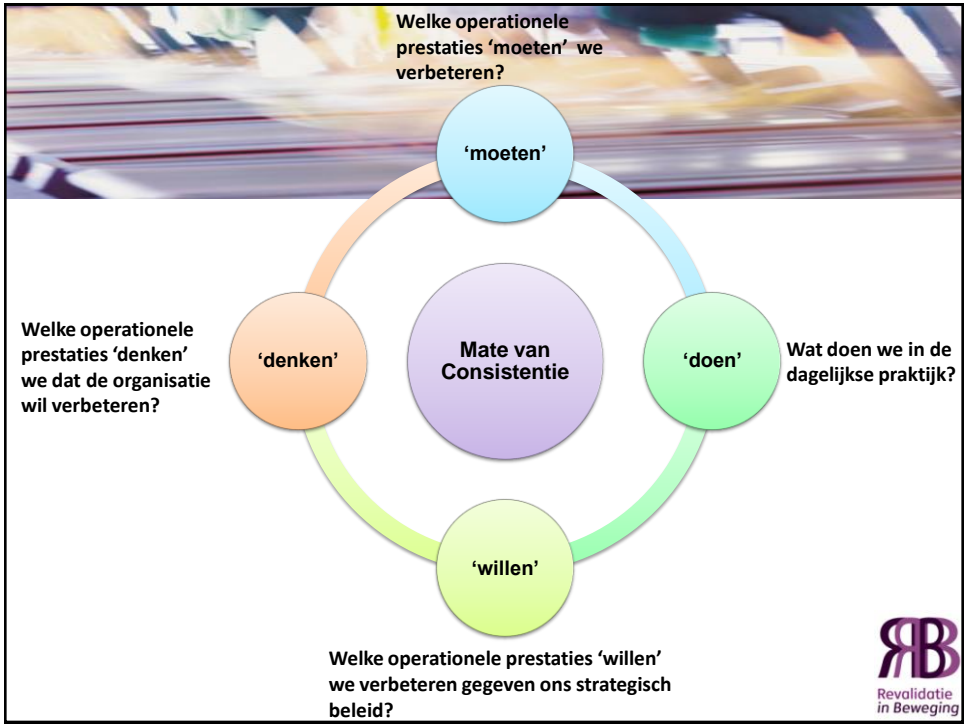 Welke operationele
prestaties ‘moeten’ we
verbeteren?
‘moeten’
Welke operationele
prestaties ‘denken’
we dat de organisatie
wil verbeteren?
‘denken’
Mate van
Consistentie
‘doen’
Wat doen we in de
dagelijkse praktijk?
‘willen’
Welke operationele prestaties ‘willen’
we verbeteren gegeven ons strategisch
beleid?
RRBB
Revalidatie
in Beweging